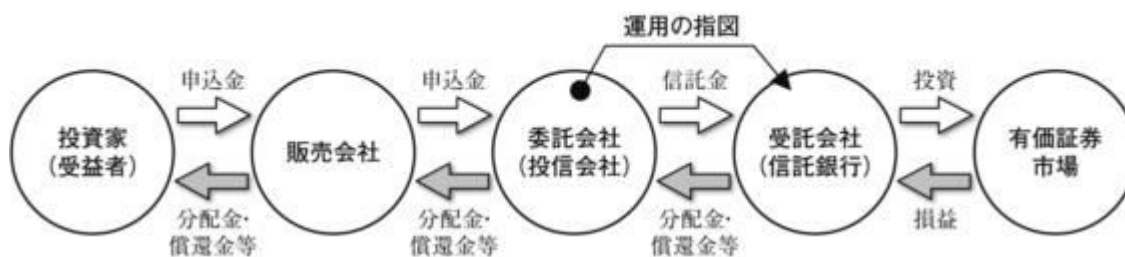 運用の指図
申込金
申込金
信託金
投資
投資家
(受益者)
販売会社
委託会社
(投信会社)
受託会社
(信託銀行)
有価証券
市場
分配金・
償還金等
分配金・
償還金等
分配金・
償還金等
損益